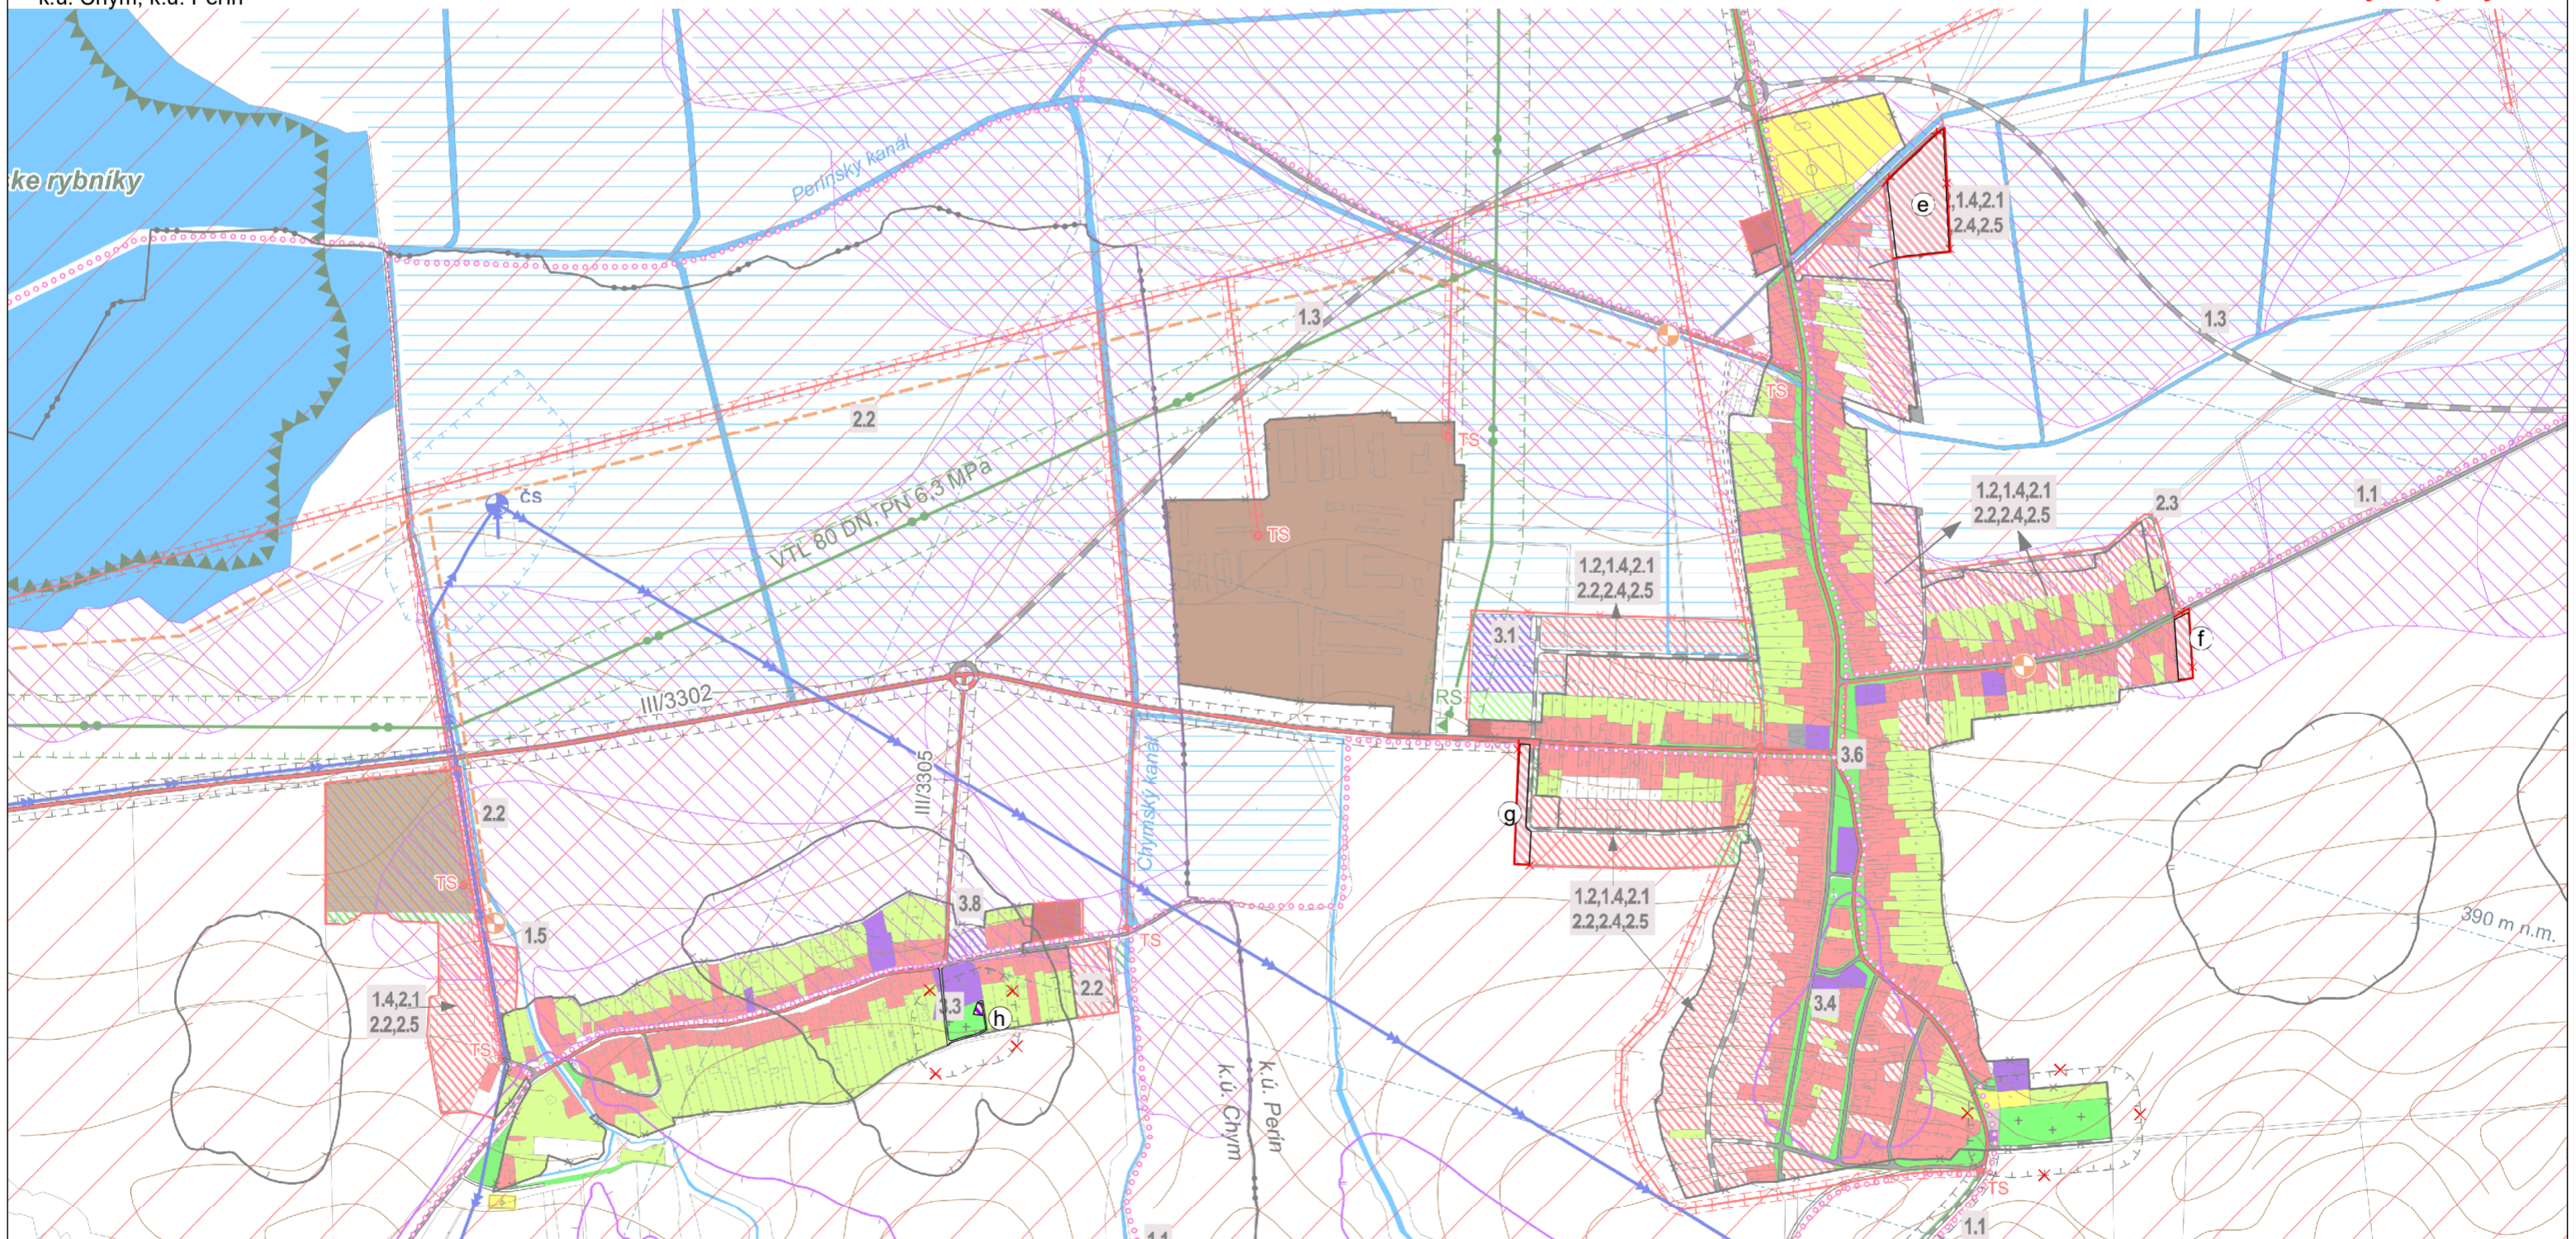 k.ú. Chym, k.ú. Perín
ke rybníky
Perínsky kanál
e
1.4,2.1
2.4,2.5
1.3
1.3
TS
2.2
TS
čs
VTL 80 DN, PN 6,3 MPa
TS
1.2,1.4,2.1
2.2,2.4,2.5
2.3
1.1
1.2,1.4,2.1
2.2,2.4,2.5
3.1
f
RS
III/3302
3.6
III/3305
Chymský kanál
2.2
g
TS
1.2,1.4,2.1
2.2,2.4,2.5
3.8
390 m n.m.
1.5
TS
1.4,2.1
2.2,2.5
2.2
3.3
h
3.4
TS
k.ú. Chym
k.ú. Perín
TS
1.1
1.1